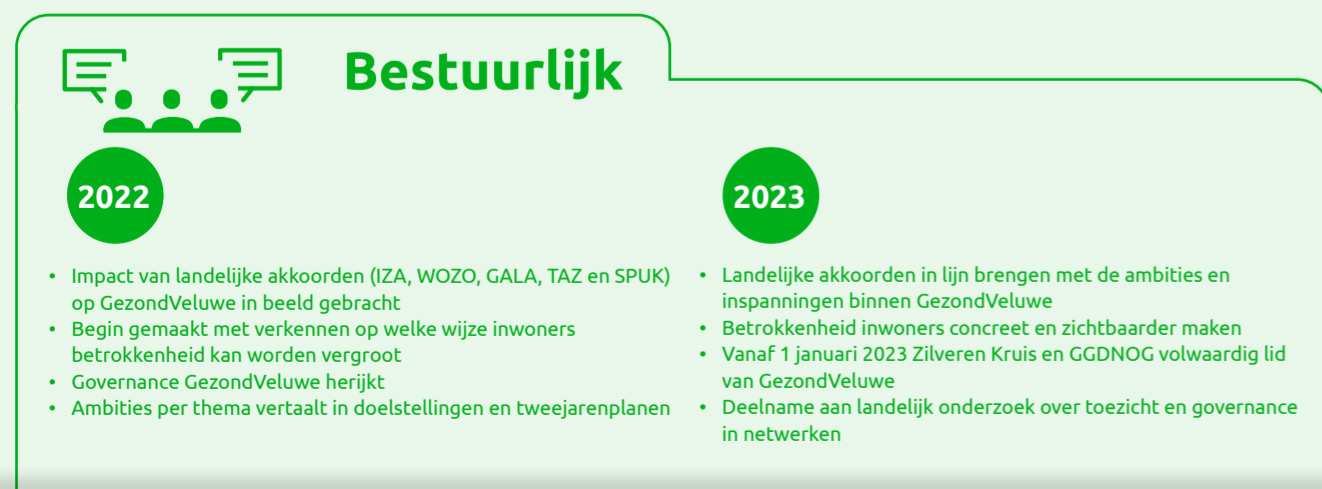 Bestuurlijk
2022
• Impact van landelijke akkoorden (IZA, WOZO, GALA, TAZ en SPUK)
op GezondVeluwe in beeld gebracht
• Begin gemaakt met verkennen op welke wijze inwoners
betrokkenheid kan worden vergroot
• Governance GezondVeluwe herijkt
• Ambities per thema vertaalt in doelstellingen en tweejarenplanen
2023
• Landelijke akkoorden in lijn brengen met de ambities en
inspanningen binnen GezondVeluwe
• Betrokkenheid inwoners concreet en zichtbaarder maken
• Vanaf 1 januari 2023 Zilveren Kruis en GGDNOG volwaardig lid
van GezondVeluwe
• Deelname aan landelijk onderzoek over toezicht en governance
in netwerken